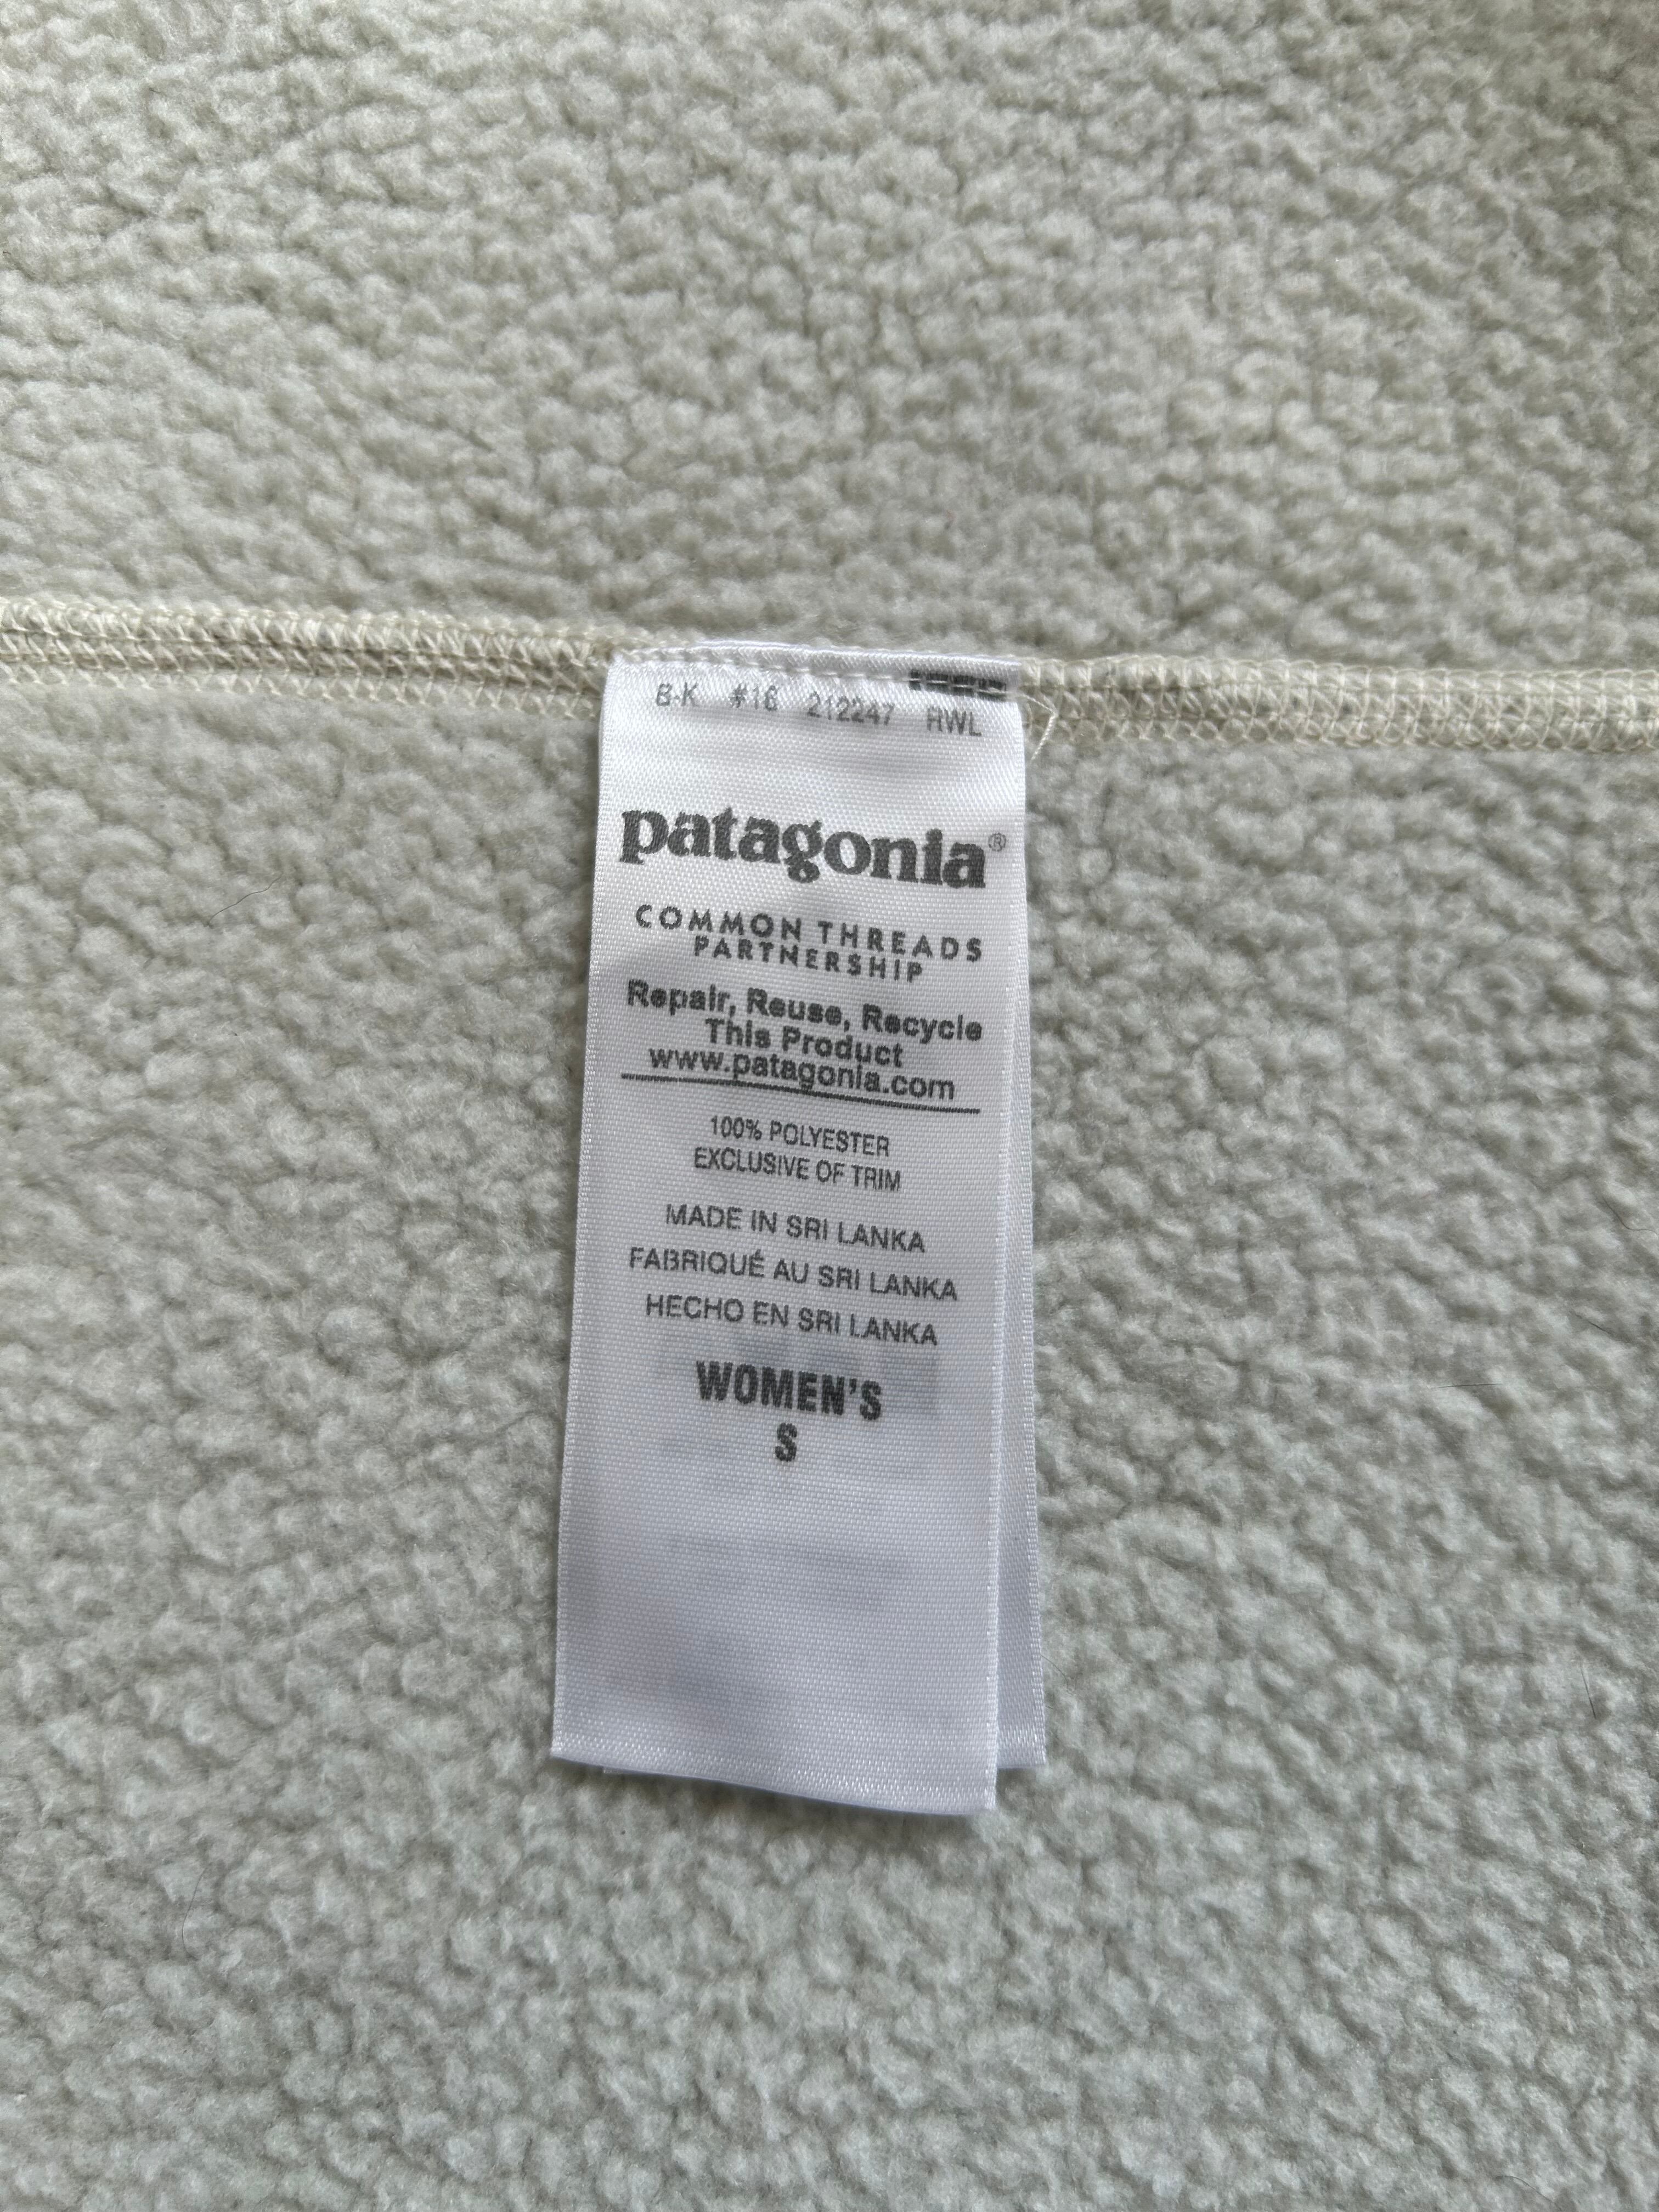 B-K #16 212247 RWL
patagonia®
COMMON THREADS
PARTNERSHIP
Repair, Reuse, Recycle
This Product
www.patagonia.com
100% POLYESTER
EXCLUSIVE OF TRIM
MADE IN SRI LANKA
FABRIQUÉ AU SRI LANKA
HECHO EN SRI LANKA
WOMEN'S
S